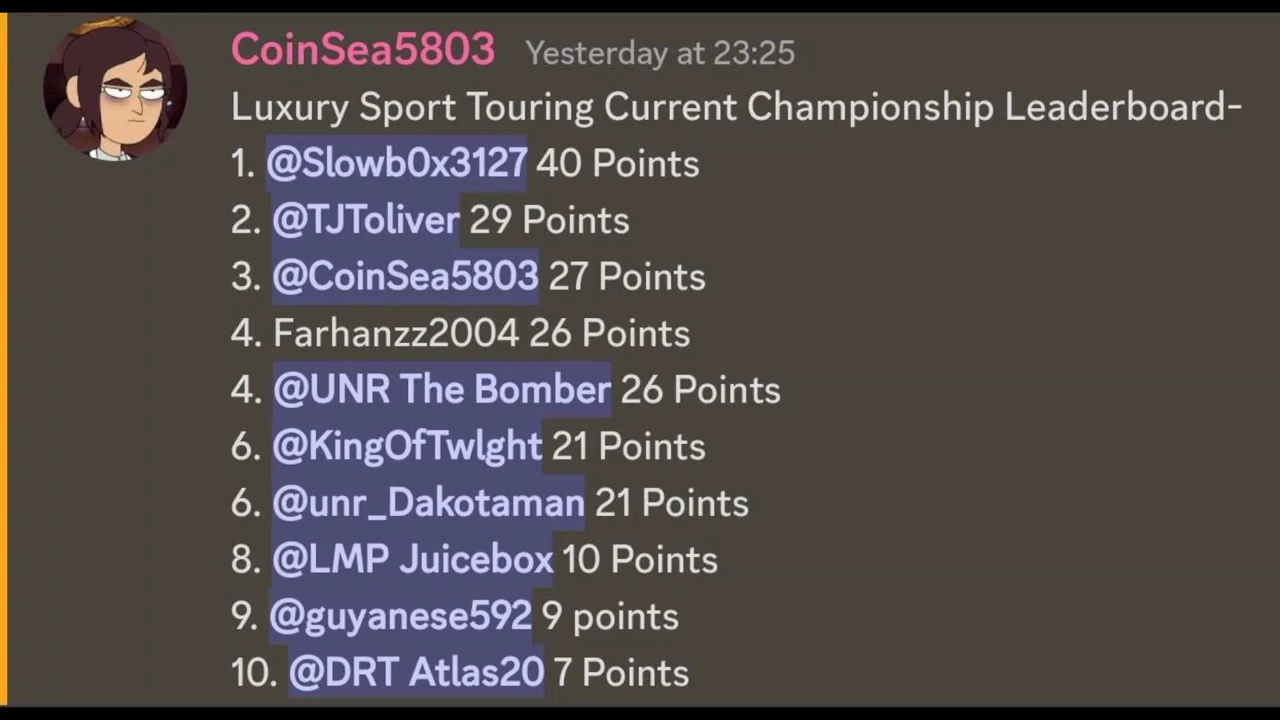 CoinSea5803 Yesterday at 23:25
Luxury Sport Touring Current Championship Leaderboard-
1. @Slowb0x3127 40 Points
2. @TJToliver 29 Points
3. @CoinSea5803 27 Points
4. Farhanzz2004 26 Points
4. @UNR The Bomber 26 Points
6. @KingOfTwlght 21 Points
6. @unr_Dakotaman 21 Points
8. @LMP Juicebox 10 Points
9. @guyanese592 9 points
10. @DRT Atlas20 7 Points